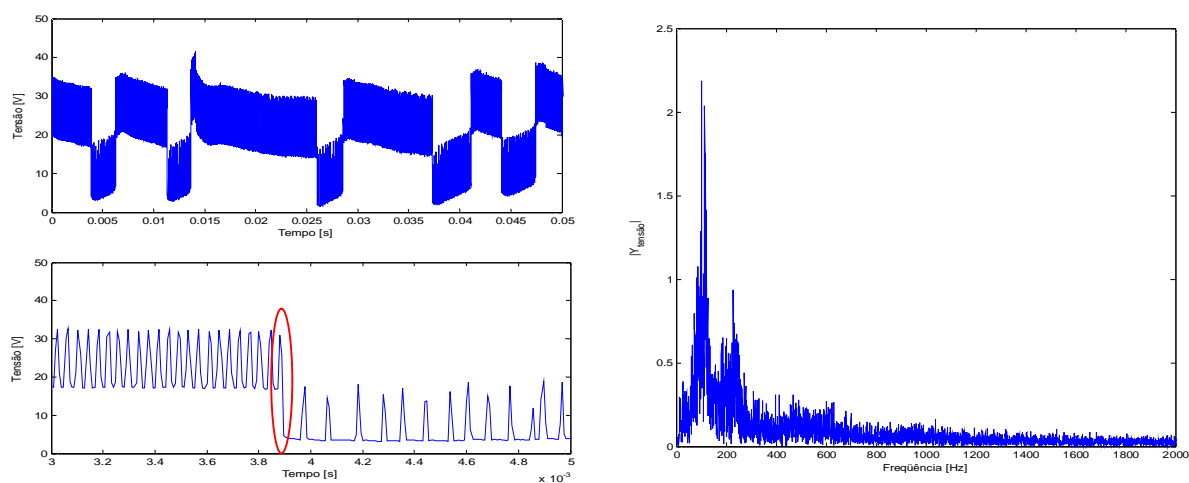 50
40
30
20
10
0
Tensão [V]
0 0.005 0.01 0.015 0.02 0.025 0.03 0.035 0.04 0.045 0.05
Tempo [s]
50
40
30
20
10
0
Tensão [V]
3 3.2 3.4 3.6 3.8 4 4.2 4.4 4.6 4.8 5
Tempo [s]
x 10⁻³
2.5
2
1.5
1
0.5
0
|Y tensão|
0 200 400 600 800 1000 1200 1400 1600 1800 2000
Freqüência [Hz]